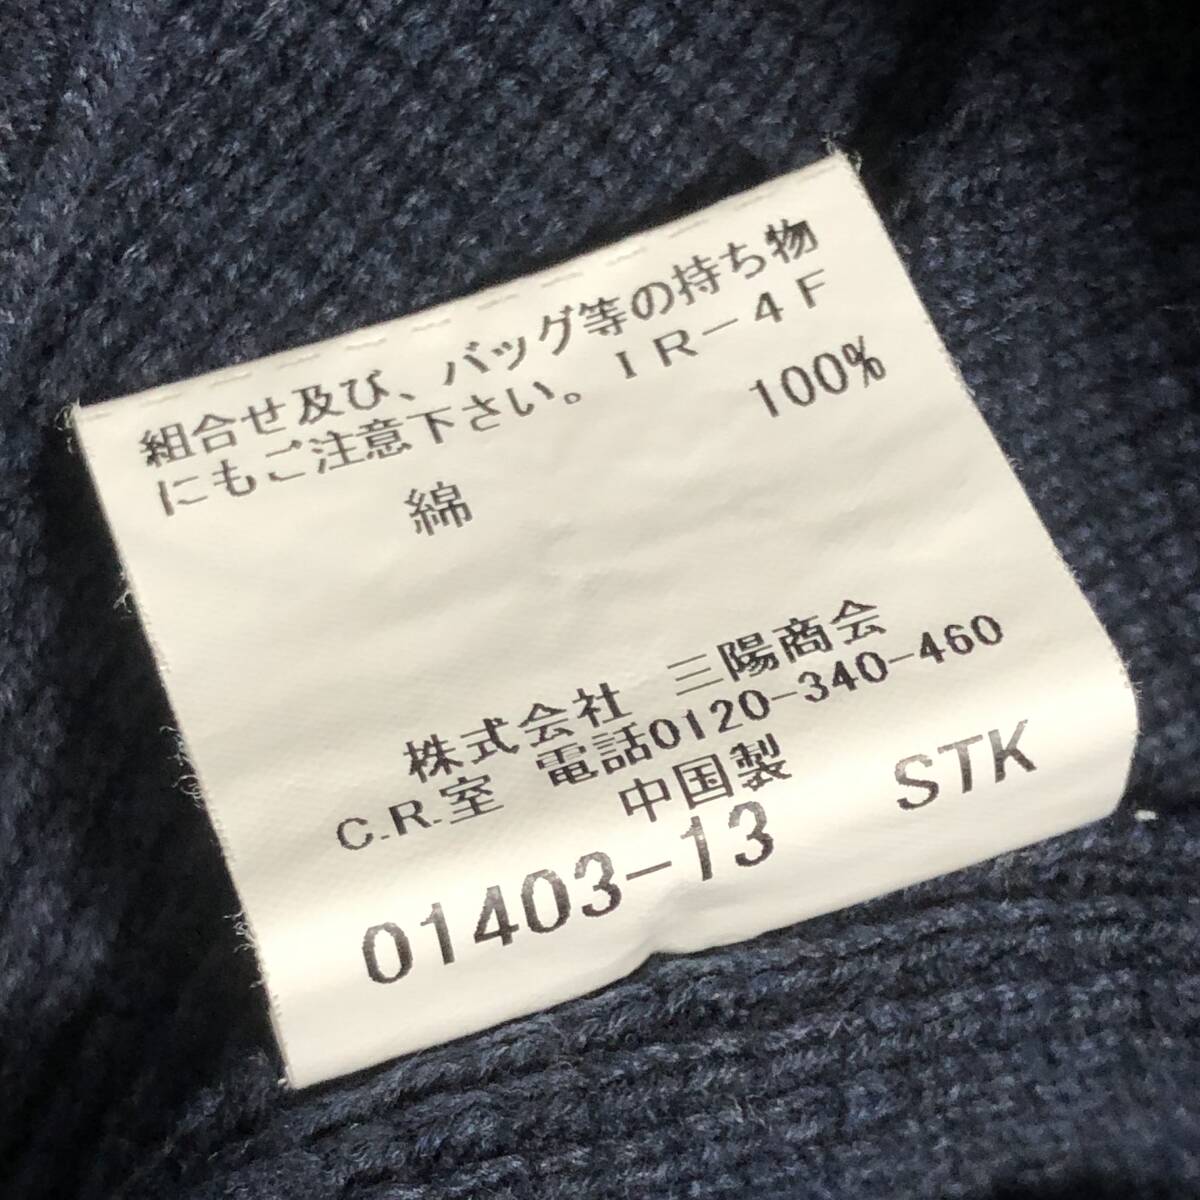 組合せ及び、バッグ等の持ち物
にもご注意下さい。IR-4F
綿 100%
株式会社 三陽商会
C.R.室 電話0120-340-460
中国製
01403-13 STK